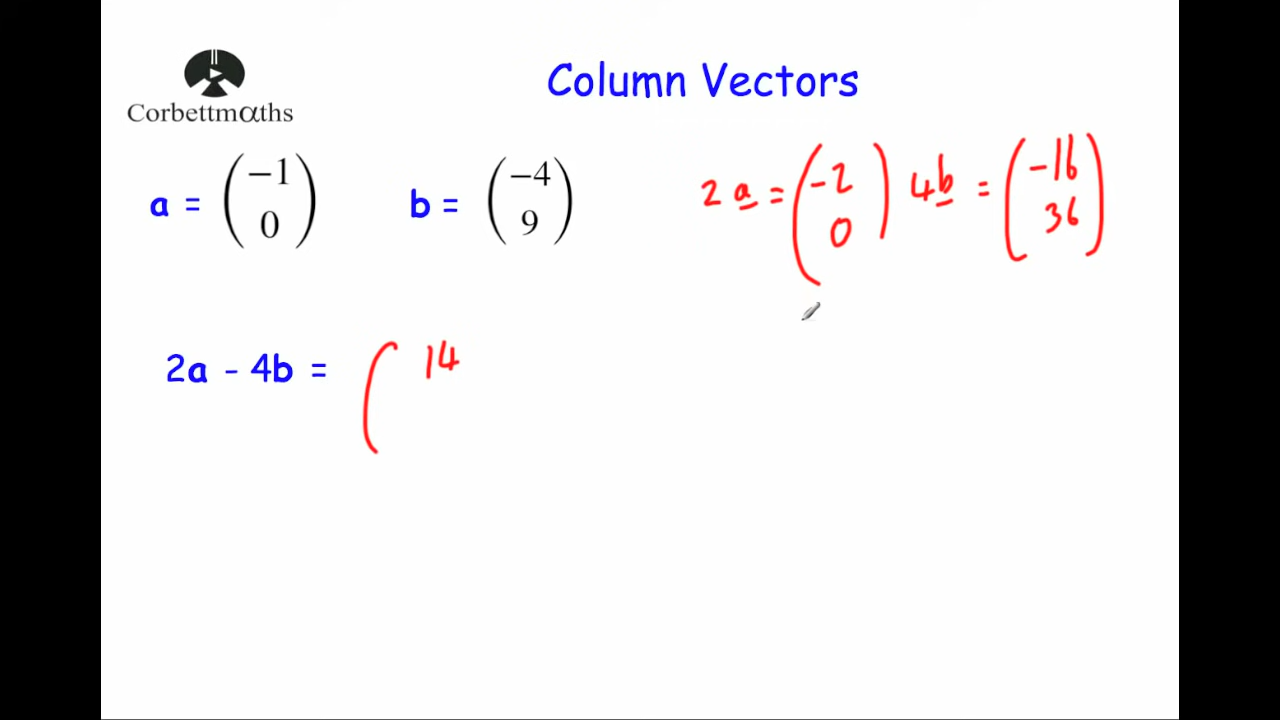 Corbettmαths
Column Vectors
a = (−1 0) b = (−4 9) 2a = (-2 0) 4b = (-16 36)
2a - 4b = ( 14